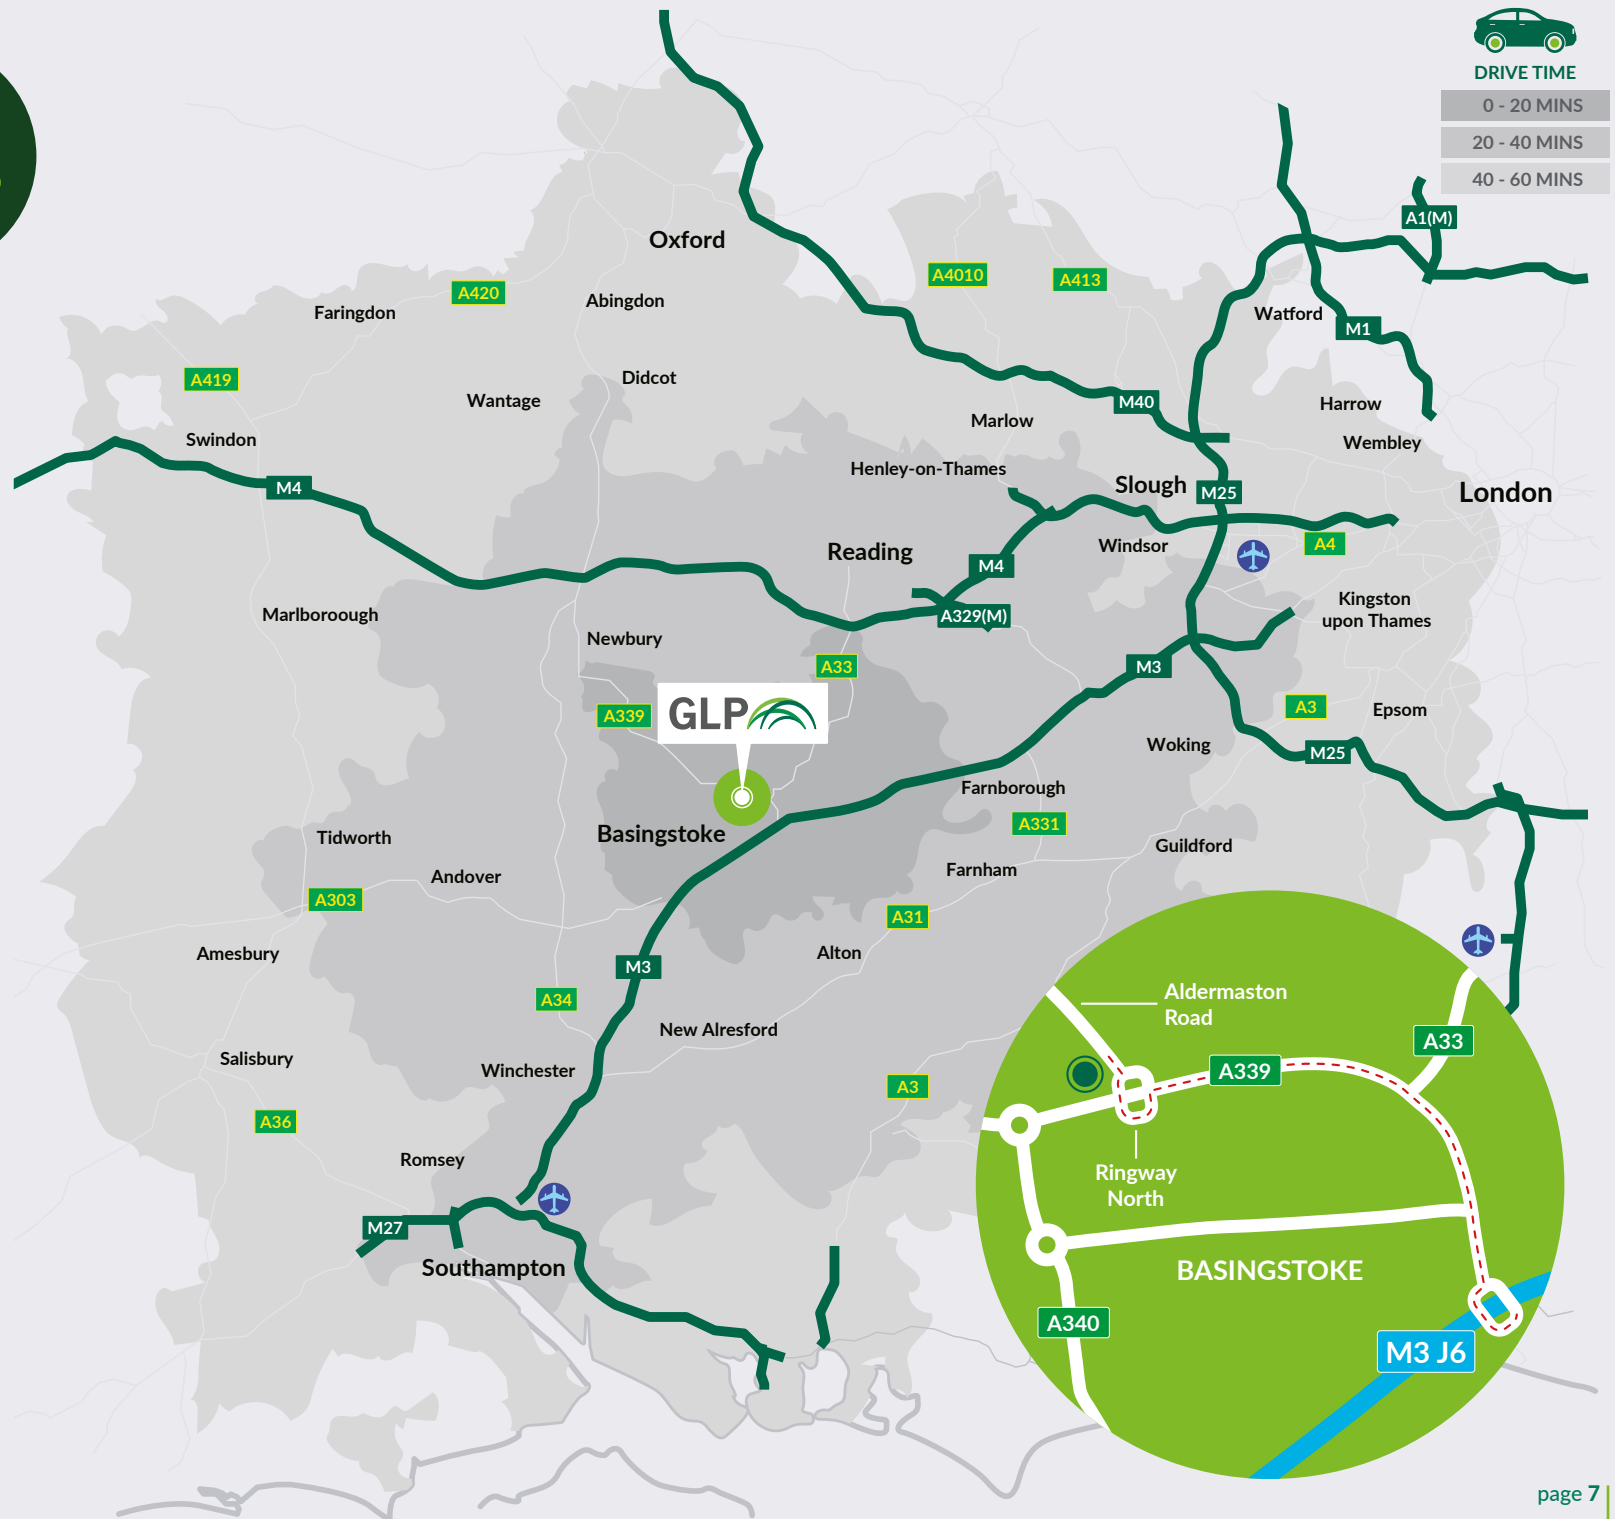 DRIVE TIME
0 - 20 MINS
20 - 40 MINS
40 - 60 MINS
A1(M)
Oxford
A4010
A413
A420
Abingdon
Faringdon
Watford
M1
A419
Didcot
Wantage
M40
Harrow
Marlow
Swindon
Wembley
Henley-on-Thames
Slough
M25
London
M4
Reading
Windsor
A4
M4
Marlboroough
A329(M)
Kingston
upon Thames
Newbury
A33
M3
A339
GLP
A3
Epsom
Woking
M25
Farnborough
A331
Basingstoke
Tidworth
Guildford
Andover
Farnham
A303
A31
Amesbury
Alton
M3
A34
New Alresford
Salisbury
Winchester
A3
A36
Romsey
M27
Southampton
Aldermaston
Road
A33
A339
Ringway
North
BASINGSTOKE
A340
M3 J6
page 7